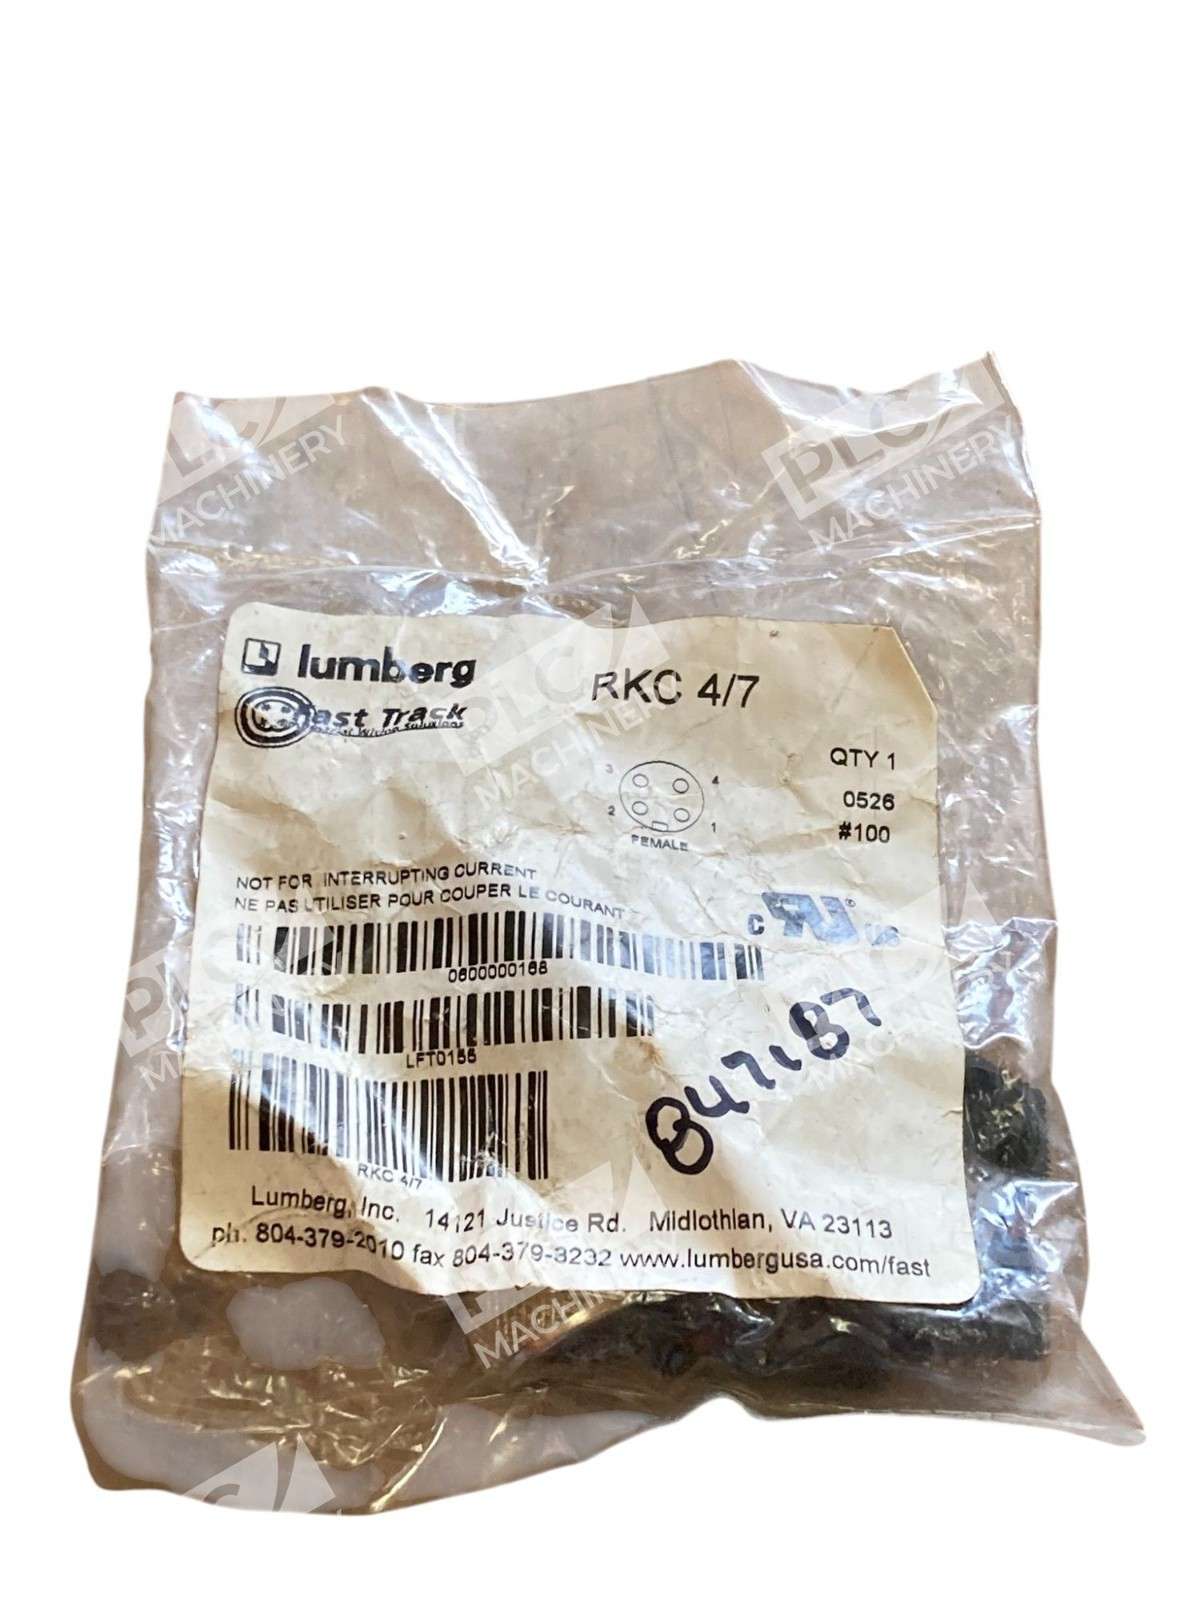 lumberg
RKC 4/7
Fast Track
QTY 1
0526
#100
3
4
2
1
FEMALE
NOT FOR INTERRUPTING CURRENT
NE PAS UTILISER POUR COUPER LE COURANT
0600000168
LFT0155
RKC 4/7
847187
Lumberg, Inc. 14121 Justice Rd. Midlothian, VA 23113
ph. 804-379-2010 fax 804-379-3232 www.lumbergusa.com/fast
PLC MACHINERY